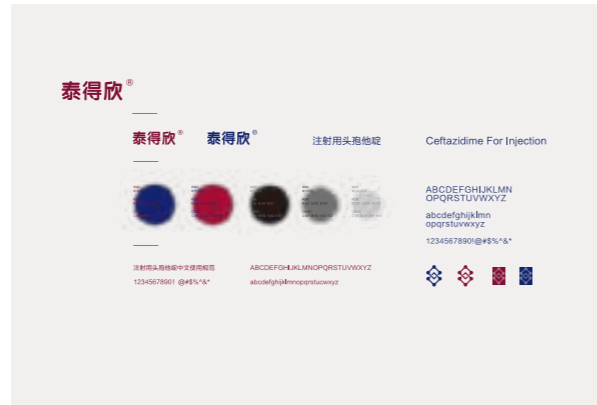 泰得欣®
泰得欣®
泰得欣®
注射用头孢他啶
Ceftazidime For Injection
ABCDEFGHIJKLMN
OPQRSTUVWXYZ
abcdefghijklmn
opqrstuvwxyz
1234567890!@#$%^&*
注射用头孢他啶中文使用规范
1234567890! @#$%^&*
ABCDEFGHIJKLMNOPQRSTUVWXYZ
abcdefghijklmnopqrstucwxyz